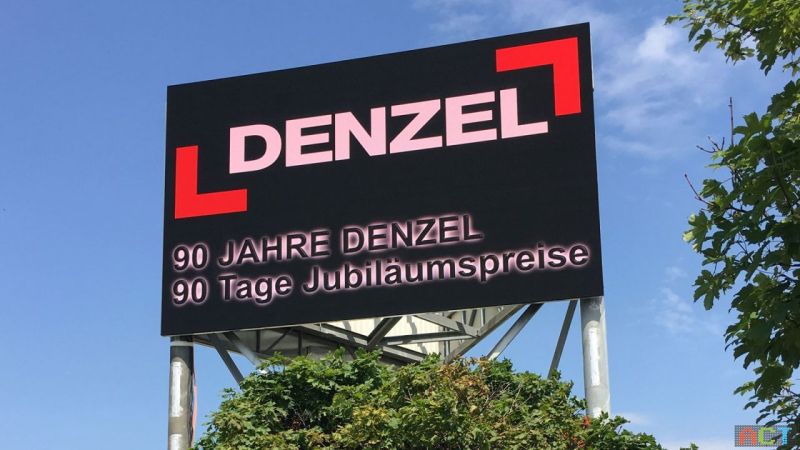 DENZEL
90 JAHRE DENZEL
90 Tage Jubiläumspreise
ACT